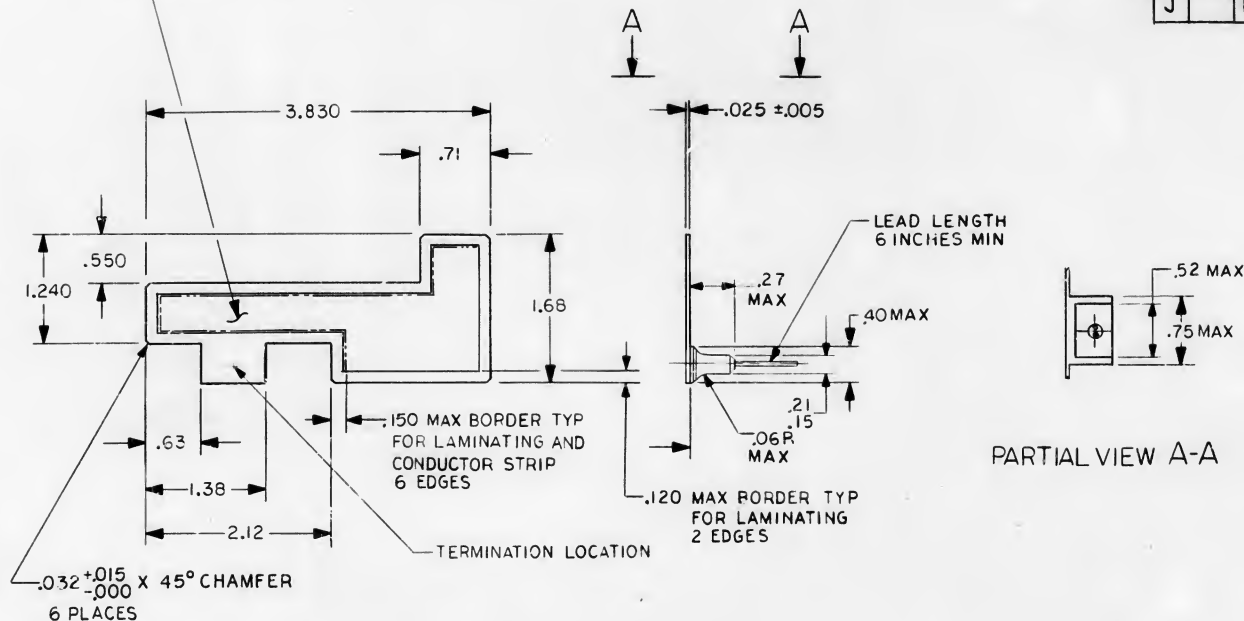 J
A A
3.830
.025 ±.005
.71
LEAD LENGTH
6 INCHES MIN
.550
1.240
1.68
.27
MAX
.40 MAX
.52 MAX
.75 MAX
.21
.15
.06R
MAX
.150 MAX BORDER TYP
FOR LAMINATING AND
CONDUCTOR STRIP
6 EDGES
.63
1.38
2.12
PARTIAL VIEW A-A
.120 MAX BORDER TYP
FOR LAMINATING
2 EDGES
TERMINATION LOCATION
.032 +.015 -.000 X 45° CHAMFER
6 PLACES